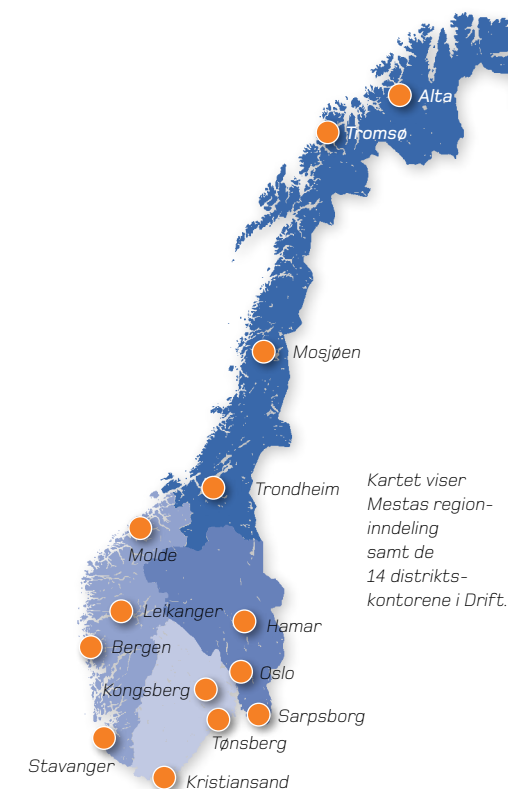 Alta
Tromsø
Mosjøen
Trondheim
Kartet viser
Mestas region-
inndeling
samt de
14 distrikts-
kontorene i Drift.
Molde
Leikanger
Hamar
Bergen
Oslo
Kongsberg
Sarpsborg
Tønsberg
Stavanger
Kristiansand